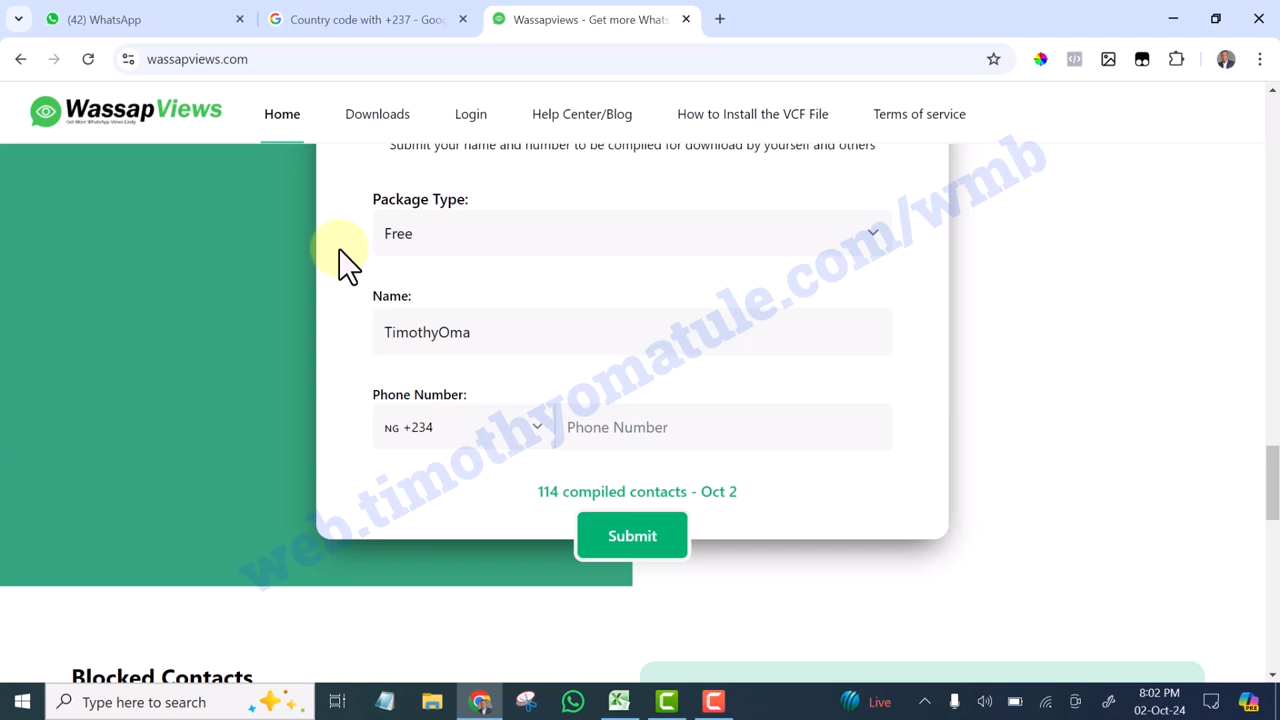 (42) WhatsApp
Country code with +237 - Goo
Wassapviews - Get more Whats
wassapviews.com
WassapViews
Get More WhatsApp Views Easily
Home
Downloads
Login
Help Center/Blog
How to Install the VCF File
Terms of service
Submit your name and number to be compiled for download by yourself and others
Package Type:
Free
Name:
TimothyOma
Phone Number:
NG +234
Phone Number
114 compiled contacts - Oct 2
Submit
web.timothyomatule.com/wmb
Blocked Contacts
Type here to search
Live
8:02 PM
02-Oct-24
PRE